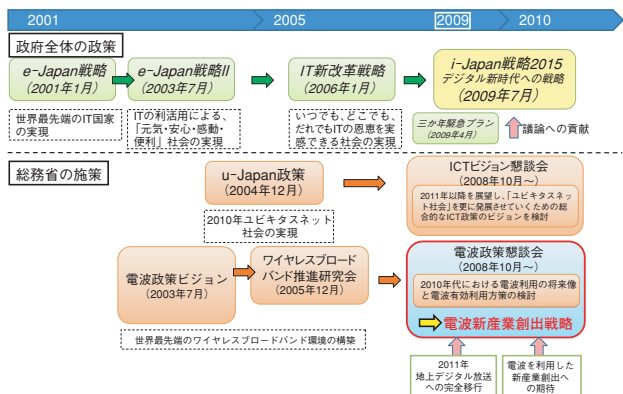 2001
2005
2009
2010
政府全体の政策
e-Japan戦略
(2001年1月)
e-Japan戦略II
(2003年7月)
IT新改革戦略
(2006年1月)
i-Japan戦略2015
デジタル新時代への戦略
(2009年7月)
世界最先端のIT国家
の実現
ITの利活用による、
「元気・安心・感動・
便利」社会の実現
いつでも、どこでも、
だれでもITの恩恵を実
感できる社会の実現
三か年緊急プラン
(2009年4月)
議論への貢献
総務省の施策
u-Japan政策
(2004年12月)
2010年ユビキタスネット
社会の実現
ICTビジョン懇談会
(2008年10月～)
2011年以降を展望し、「ユビキタスネッ
ト社会」を更に発展させていくための総
合的なICT政策のビジョンを検討
電波政策ビジョン
(2003年7月)
ワイヤレスブロード
バンド推進研究会
(2005年12月)
世界最先端のワイヤレスブロードバンド環境の構築
電波政策懇談会
(2008年10月～)
2010年代における電波利用の将来像
と電波有効利用方策の検討
電波新産業創出戦略
2011年
地上デジタル放送
への完全移行
電波を利用した
新産業創出へ
の期待